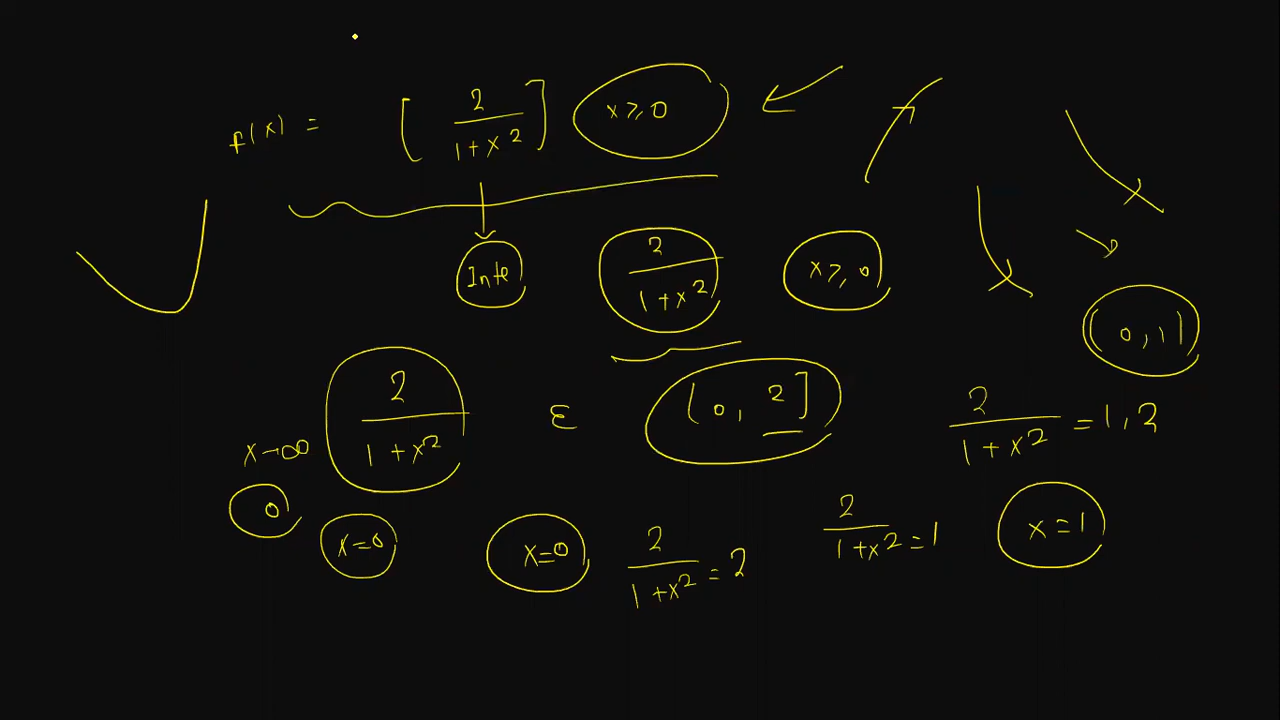 f(x) = [ 2/(1+x²) ] x ≥ 0
Inte 2/(1+x²) x ≥ 0
(0, 1]
2/(1+x²) ε (0, 2] 2/(1+x²) = 1, 2
x→∞
0
x=0 x=0 2/(1+x²) = 2 2/(1+x²) = 1 x=1